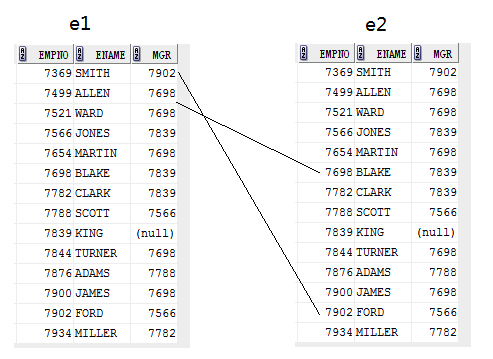 e1
EMPNO ENAME MGR
7369 SMITH 7902
7499 ALLEN 7698
7521 WARD 7698
7566 JONES 7839
7654 MARTIN 7698
7698 BLAKE 7839
7782 CLARK 7839
7788 SCOTT 7566
7839 KING (null)
7844 TURNER 7698
7876 ADAMS 7788
7900 JAMES 7698
7902 FORD 7566
7934 MILLER 7782
e2
EMPNO ENAME MGR
7369 SMITH 7902
7499 ALLEN 7698
7521 WARD 7698
7566 JONES 7839
7654 MARTIN 7698
7698 BLAKE 7839
7782 CLARK 7839
7788 SCOTT 7566
7839 KING (null)
7844 TURNER 7698
7876 ADAMS 7788
7900 JAMES 7698
7902 FORD 7566
7934 MILLER 7782